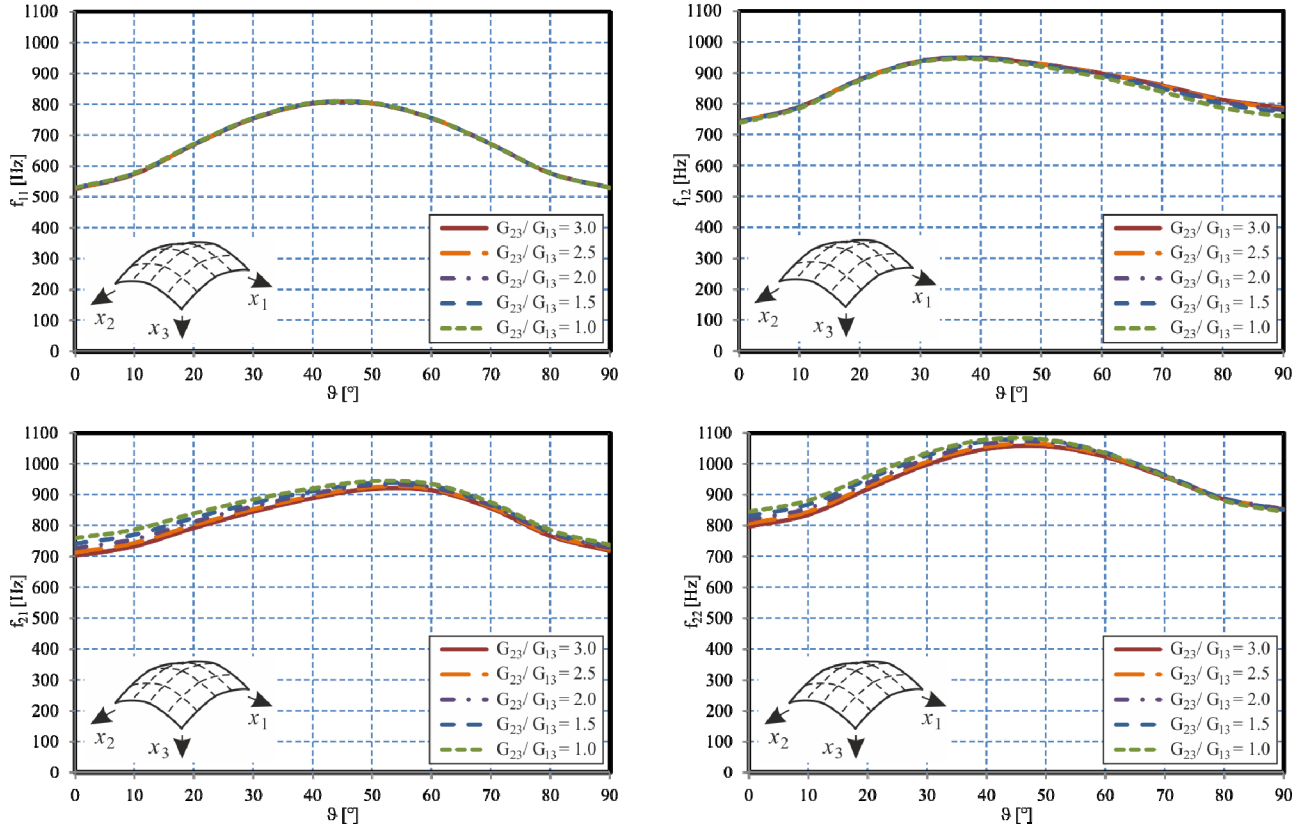 1100
1000
900
800
700
600
500
400
300
200
100
0
f11 [Hz]
0 10 20 30 40 50 60 70 80 90
ϑ [°]
x1
x2
x3
G23/ G13 = 3.0
G23/ G13 = 2.5
G23/ G13 = 2.0
G23/ G13 = 1.5
G23/ G13 = 1.0
1100
1000
900
800
700
600
500
400
300
200
100
0
f12 [Hz]
0 10 20 30 40 50 60 70 80 90
ϑ [°]
x1
x2
x3
G23/ G13 = 3.0
G23/ G13 = 2.5
G23/ G13 = 2.0
G23/ G13 = 1.5
G23/ G13 = 1.0
1100
1000
900
800
700
600
500
400
300
200
100
0
f21 [Hz]
0 10 20 30 40 50 60 70 80 90
ϑ [°]
x1
x2
x3
G23/ G13 = 3.0
G23/ G13 = 2.5
G23/ G13 = 2.0
G23/ G13 = 1.5
G23/ G13 = 1.0
1100
1000
900
800
700
600
500
400
300
200
100
0
f22 [Hz]
0 10 20 30 40 50 60 70 80 90
ϑ [°]
x1
x2
x3
G23/ G13 = 3.0
G23/ G13 = 2.5
G23/ G13 = 2.0
G23/ G13 = 1.5
G23/ G13 = 1.0